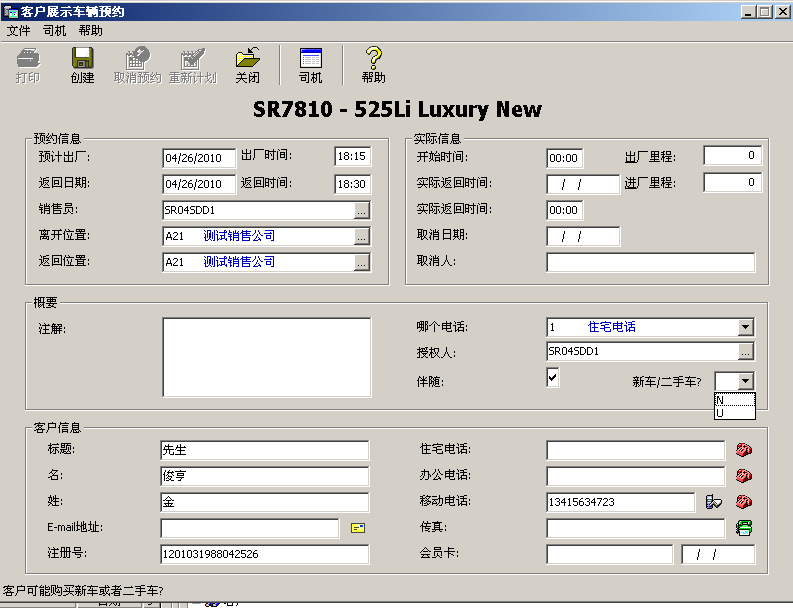 客户展示车辆预约
文件 司机 帮助
打印 创建 取消预约 重新计划 关闭 司机 帮助
SR7810 - 525Li Luxury New
预约信息
预计出厂: 04/26/2010 出厂时间: 18:15
返回日期: 04/26/2010 返回时间: 18:30
销售员: SR04SDD1 ...
离开位置: A21 测试销售公司 ...
返回位置: A21 测试销售公司 ...
实际信息
开始时间: 00:00 出厂里程: 0
实际返回时间: / / 进厂里程: 0
实际返回时间: 00:00
取消日期: / /
取消人:
概要
注解:
哪个电话: 1 住宅电话
授权人: SR04SDD1 ...
伴随: 新车/二手车?
N
U
客户信息
标题: 先生
名: 俊亨
姓: 金
E-mail地址:
注册号: 1201031988042526
住宅电话:
办公电话:
移动电话: 13415634723
传真:
会员卡: / /
客户可能购买新车或者二手车?